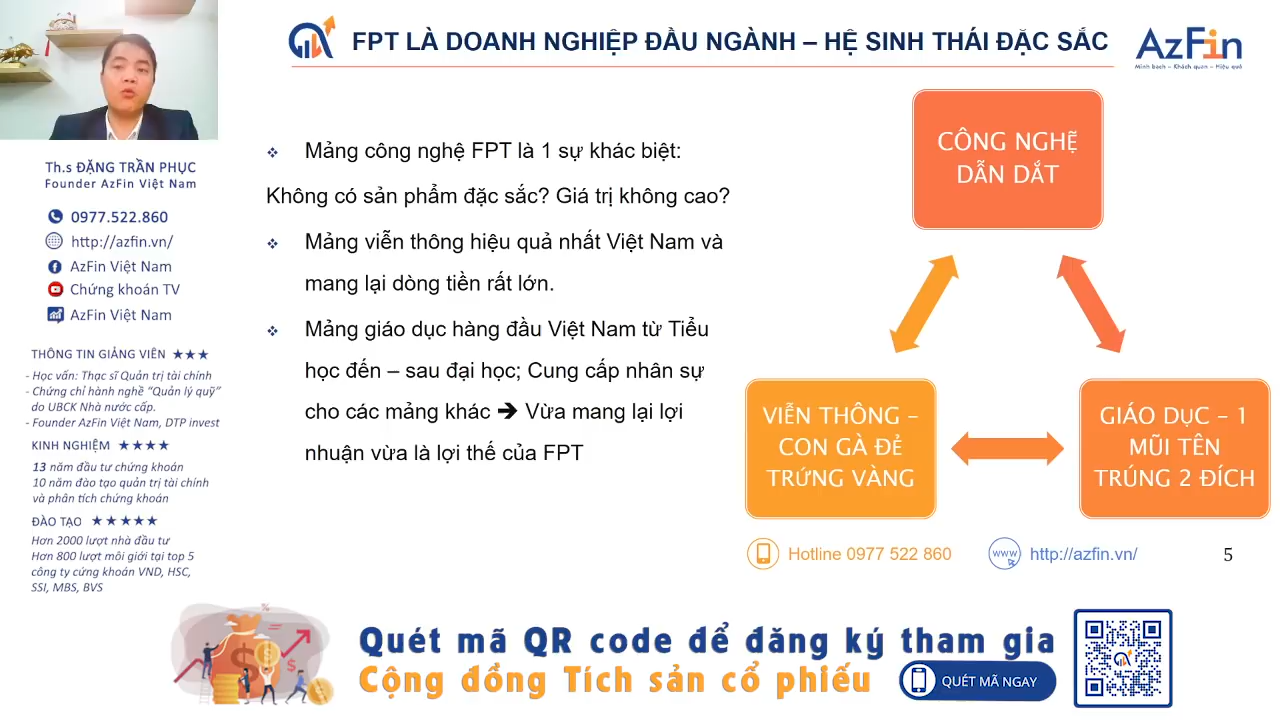 FPT LÀ DOANH NGHIỆP ĐẦU NGÀNH – HỆ SINH THÁI ĐẶC SẮC
AzFin
Minh bạch – Khách quan – Hiệu quả
Th.s ĐẶNG TRẦN PHỤC
Founder AzFin Việt Nam
0977.522.860
http://azfin.vn/
AzFin Việt Nam
Chứng khoán TV
AzFin Việt Nam
THÔNG TIN GIẢNG VIÊN ★★★
- Học vấn: Thạc sĩ Quản trị tài chính
- Chứng chỉ hành nghề "Quản lý quỹ"
do UBCK Nhà nước cấp.
- Founder AzFin Việt Nam, DTP invest
KINH NGHIỆM ★★★★
13 năm đầu tư chứng khoán
10 năm đào tạo quản trị tài chính
và phân tích chứng khoán
ĐÀO TẠO ★★★★★
Hơn 2000 lượt nhà đầu tư
Hơn 800 lượt môi giới tại top 5
công ty cứng khoán VND, HSC,
SSI, MBS, BVS
❖ Mảng công nghệ FPT là 1 sự khác biệt:
Không có sản phẩm đặc sắc? Giá trị không cao?
❖ Mảng viễn thông hiệu quả nhất Việt Nam và
mang lại dòng tiền rất lớn.
❖ Mảng giáo dục hàng đầu Việt Nam từ Tiểu
học đến – sau đại học; Cung cấp nhân sự
cho các mảng khác ➔ Vừa mang lại lợi
nhuận vừa là lợi thế của FPT
CÔNG NGHỆ
DẪN DẮT
VIỄN THÔNG –
CON GÀ ĐẺ
TRỨNG VÀNG
GIÁO DỤC – 1
MŨI TÊN
TRÚNG 2 ĐÍCH
Hotline 0977 522 860
www
http://azfin.vn/
5
Quét mã QR code để đăng ký tham gia
Cộng đồng Tích sản cổ phiếu
QUÉT MÃ NGAY